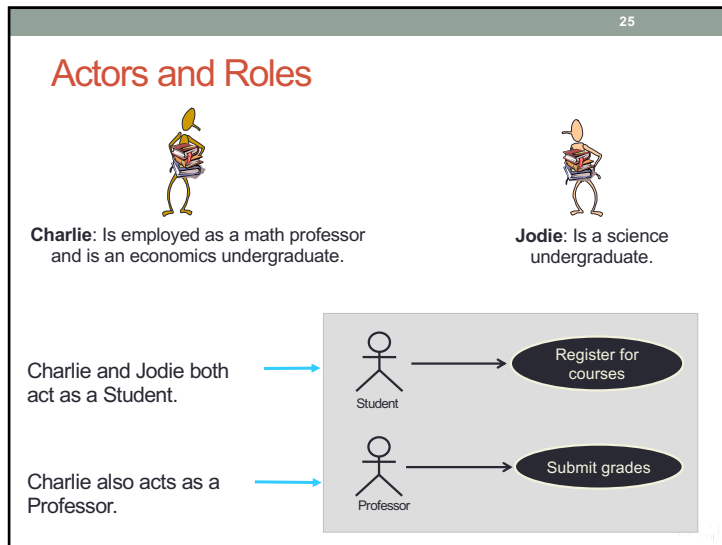 25
Actors and Roles
Charlie: Is employed as a math professor
and is an economics undergraduate.
Jodie: Is a science
undergraduate.
Charlie and Jodie both
act as a Student.
Student
Register for
courses
Charlie also acts as a
Professor.
Professor
Submit grades